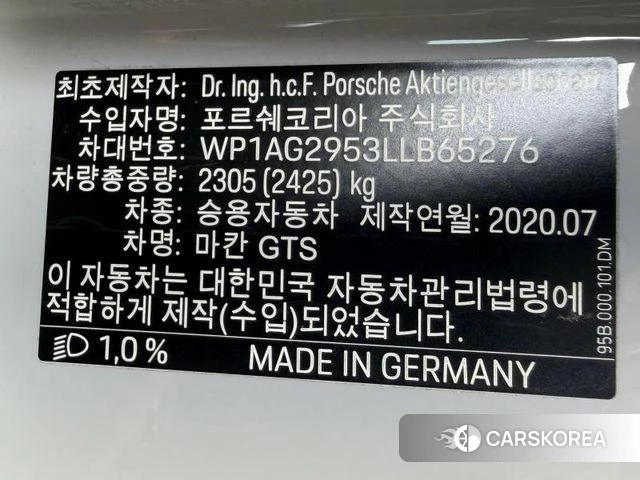 최초제작자: Dr. Ing. h.c.F. Porsche Aktiengesellschaft
수입자명: 포르쉐코리아 주식회사
차대번호: WP1AG2953LLB65276
차량총중량: 2305 (2425) kg
차종: 승용자동차 제작연월: 2020.07
차명: 마칸 GTS
이 자동차는 대한민국 자동차관리법령에
적합하게 제작(수입)되었습니다.
1,0 % MADE IN GERMANY
95B.000.101.DM
CARSKOREA